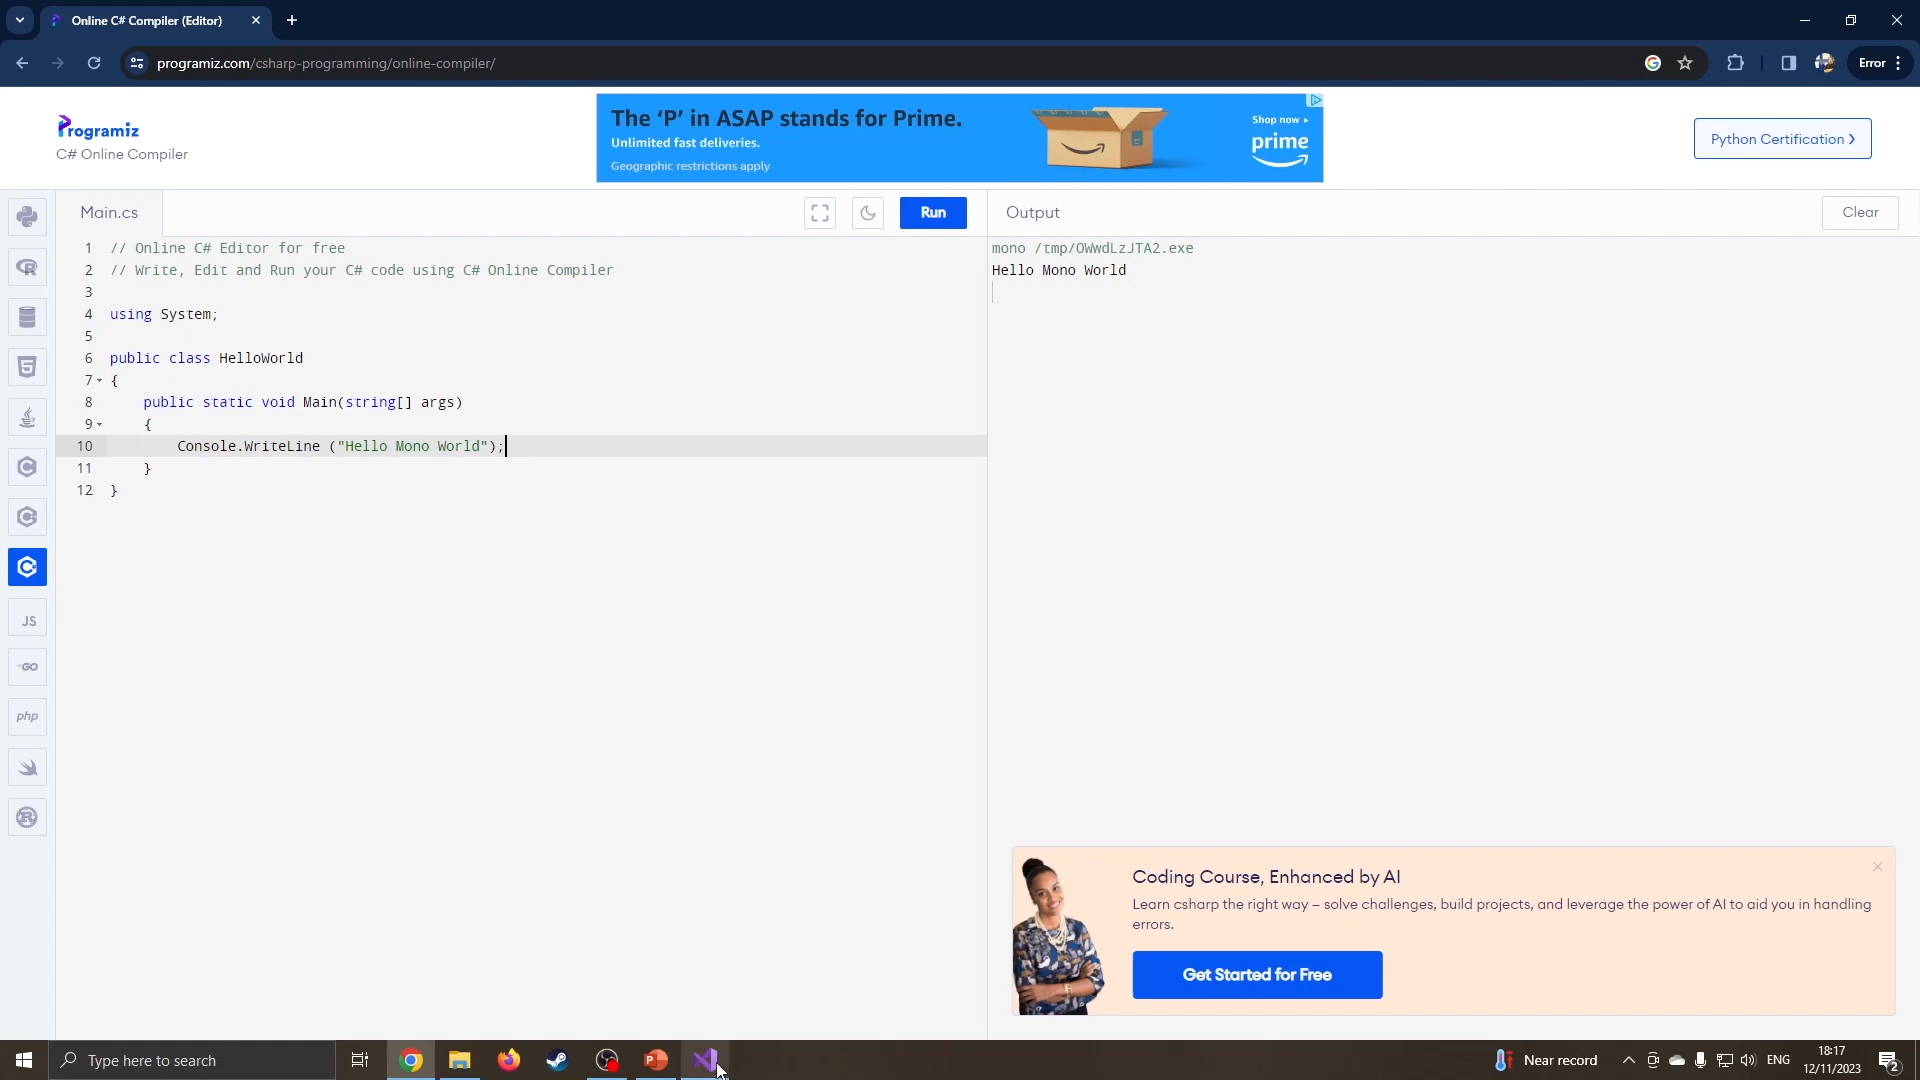 Online C# Compiler (Editor)
programiz.com/csharp-programming/online-compiler/
Error
Programiz
C# Online Compiler
The ‘P’ in ASAP stands for Prime.
Unlimited fast deliveries.
Geographic restrictions apply
Shop now ▸
prime
Python Certification >
Main.cs
Run
Output
Clear
1 // Online C# Editor for free
2 // Write, Edit and Run your C# code using C# Online Compiler
3
4 using System;
5
6 public class HelloWorld
7 {
8 public static void Main(string[] args)
9 {
10 Console.WriteLine ("Hello Mono World");
11 }
12 }
mono /tmp/OWwdLzJTA2.exe
Hello Mono World
R
5
C
C
C
JS
GO
php
R
Coding Course, Enhanced by AI
Learn csharp the right way – solve challenges, build projects, and leverage the power of AI to aid you in handling
errors.
Get Started for Free
Type here to search
Near record
ENG
18:17
12/11/2023
2